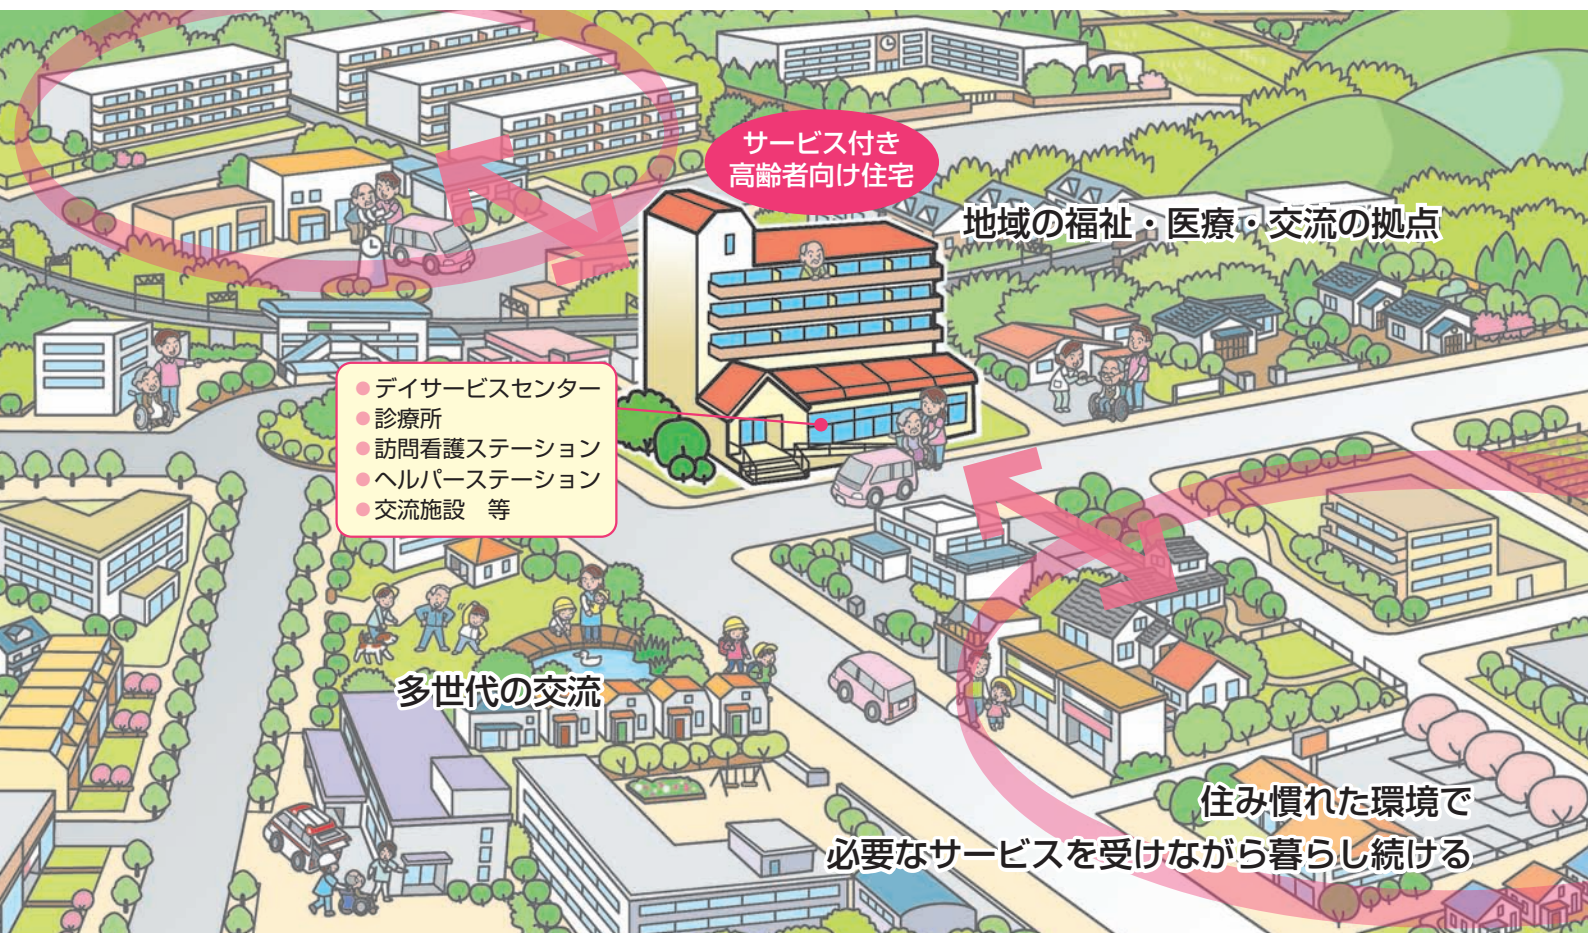 サービス付き
高齢者向け住宅
地域の福祉・医療・交流の拠点
●デイサービスセンター
●診療所
●訪問看護ステーション
●ヘルパーステーション
●交流施設　等
多世代の交流
住み慣れた環境で
必要なサービスを受けながら暮らし続ける